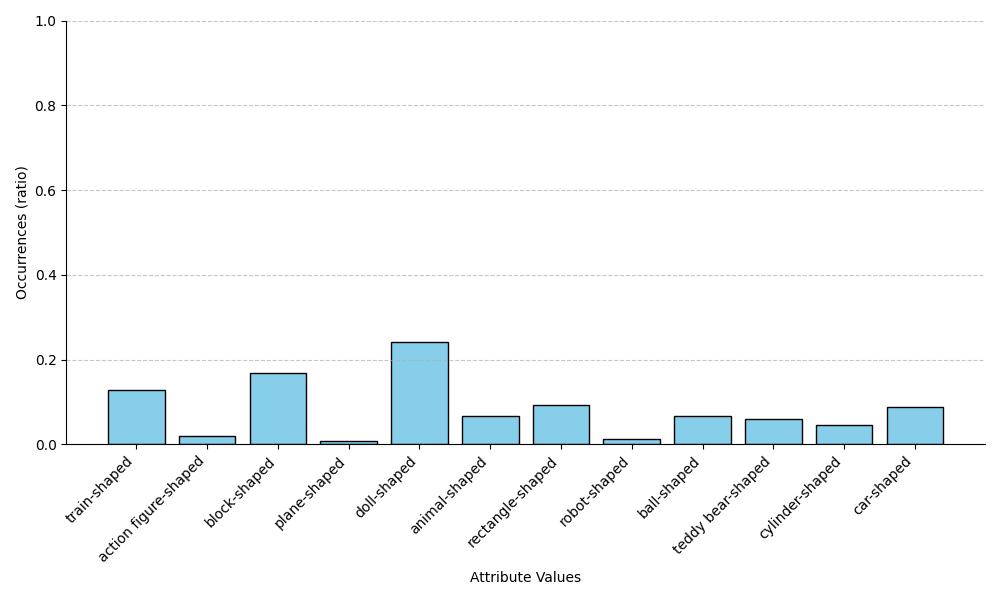 1.0
0.8
0.6
0.4
0.2
0.0
Occurrences (ratio)
train-shaped
action figure-shaped
block-shaped
plane-shaped
doll-shaped
animal-shaped
rectangle-shaped
robot-shaped
ball-shaped
teddy bear-shaped
cylinder-shaped
car-shaped
Attribute Values